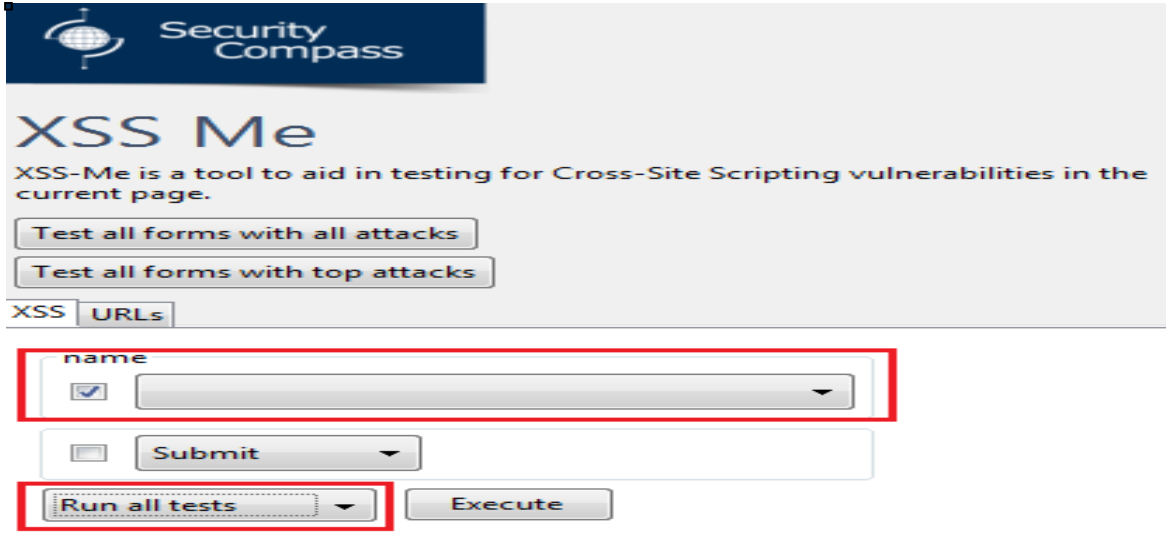 Security
Compass
XSS Me
XSS-Me is a tool to aid in testing for Cross-Site Scripting vulnerabilities in the
current page.
Test all forms with all attacks
Test all forms with top attacks
XSS URLs
name
Submit
Run all tests Execute